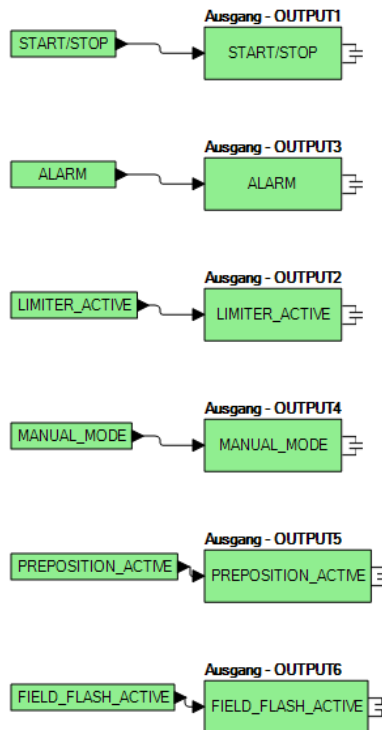 Ausgang - OUTPUT1
START/STOP
START/STOP
Ausgang - OUTPUT3
ALARM
ALARM
Ausgang - OUTPUT2
LIMITER_ACTIVE
LIMITER_ACTIVE
Ausgang - OUTPUT4
MANUAL_MODE
MANUAL_MODE
Ausgang - OUTPUT5
PREPOSITION_ACTIVE
PREPOSITION_ACTIVE
Ausgang - OUTPUT6
FIELD_FLASH_ACTIVE
FIELD_FLASH_ACTIVE